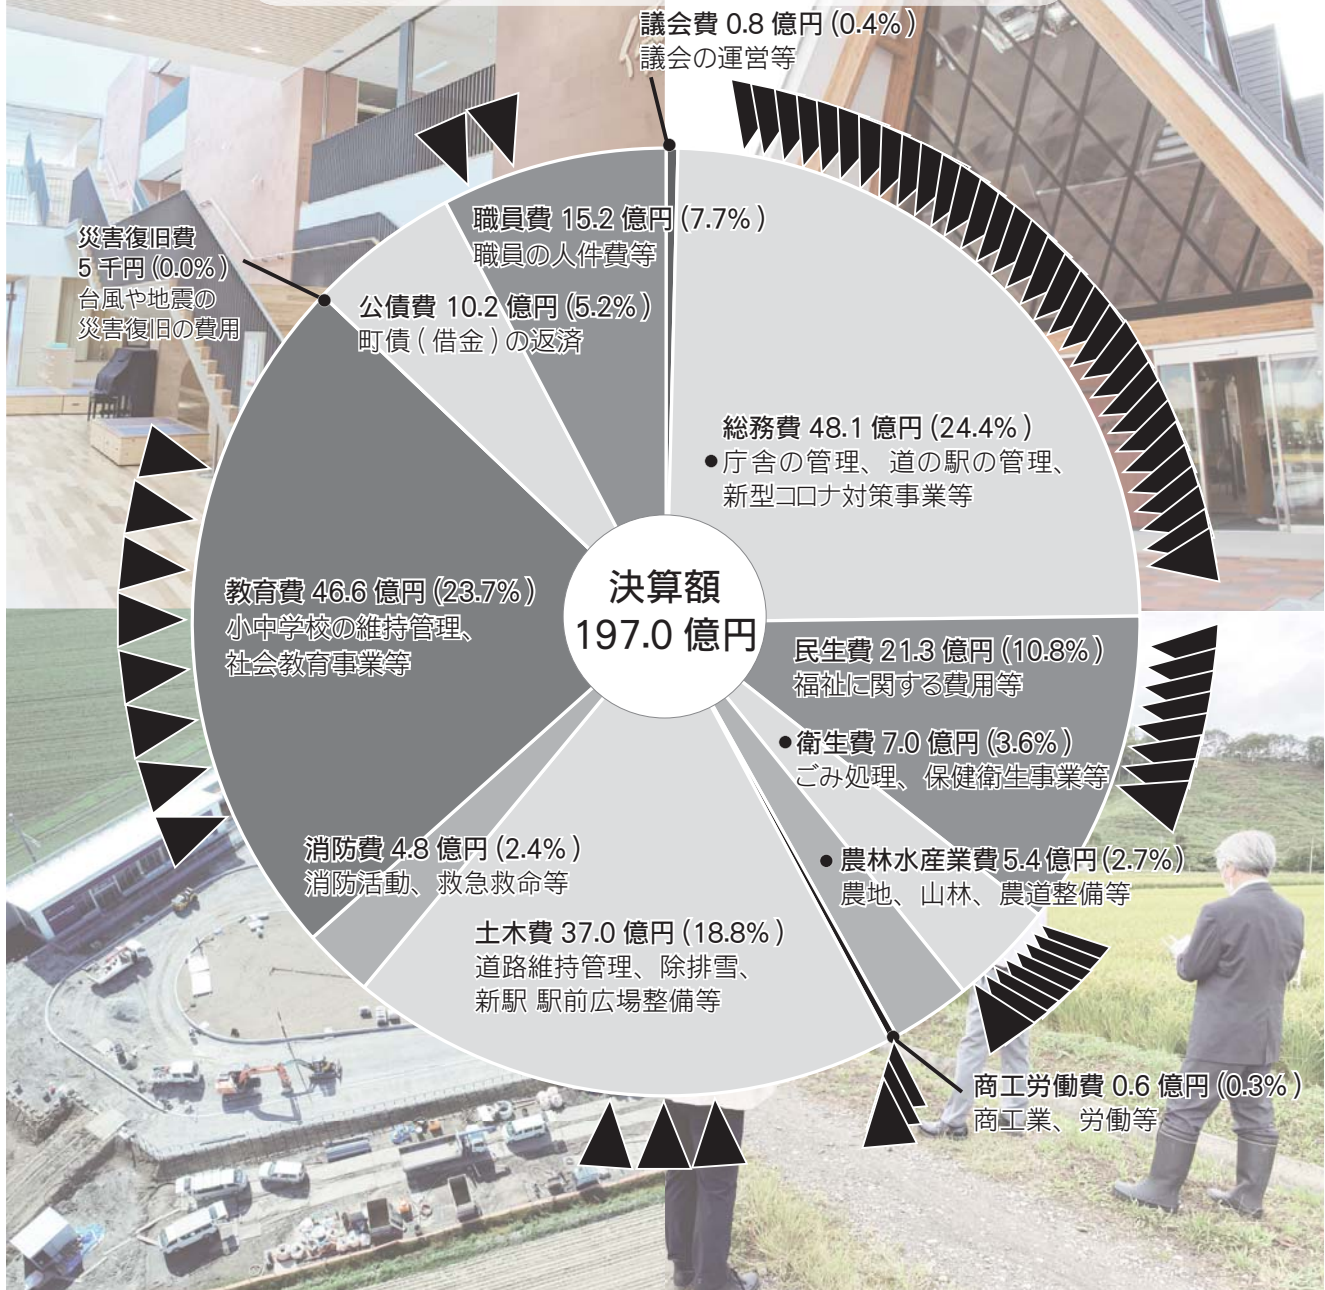 議会費 0.8 億円 (0.4%)
議会の運営等
職員費 15.2 億円 (7.7%)
職員の人件費等
災害復旧費
5 千円 (0.0%)
台風や地震の
災害復旧の費用
公債費 10.2 億円 (5.2%)
町債 ( 借金 ) の返済
総務費 48.1 億円 (24.4%)
●庁舎の管理、道の駅の管理、
新型コロナ対策事業等
決算額
197.0 億円
教育費 46.6 億円 (23.7%)
小中学校の維持管理、
社会教育事業等
民生費 21.3 億円 (10.8%)
福祉に関する費用等
●衛生費 7.0 億円 (3.6%)
ごみ処理、保健衛生事業等
消防費 4.8 億円 (2.4%)
消防活動、救急救命等
●農林水産業費 5.4 億円 (2.7%)
農地、山林、農道整備等
土木費 37.0 億円 (18.8%)
道路維持管理、除排雪、
新駅 駅前広場整備等
商工労働費 0.6 億円 (0.3%)
商工業、労働等